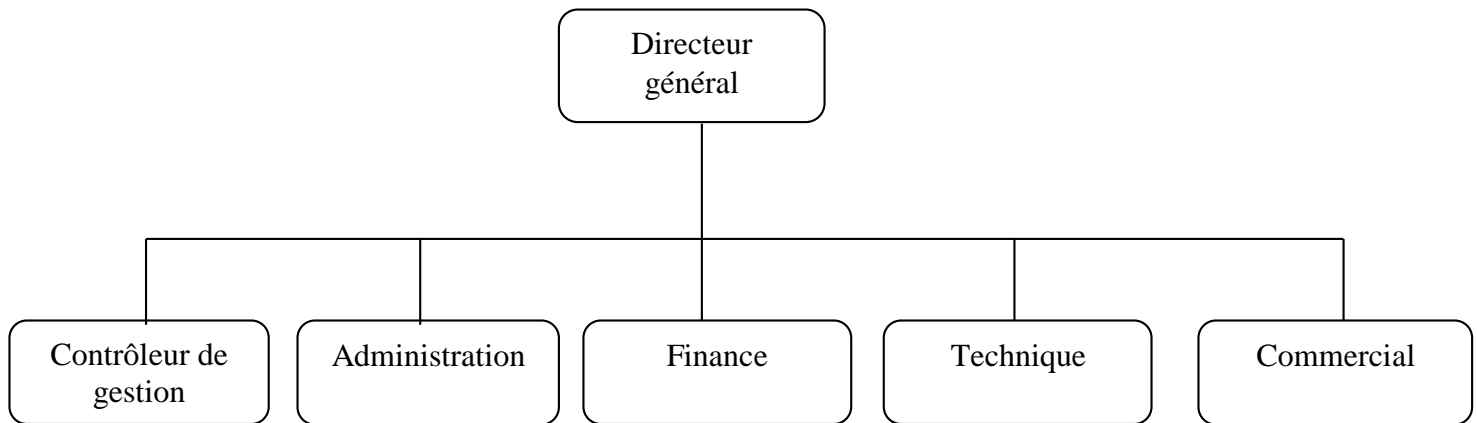 Directeur
général
Contrôleur de
gestion
Administration
Finance
Technique
Commercial